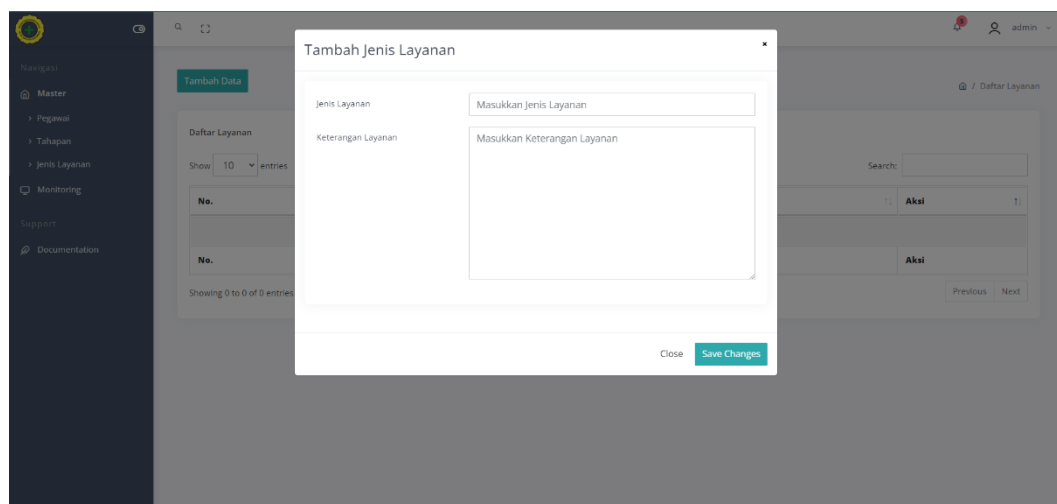 admin
Navigasi
Master
> Pegawai
> Tahapan
> Jenis Layanan
Monitoring
Support
Documentation
Tambah Data
/ Daftar Layanan
Daftar Layanan
Show 10 entries
Search:
No.
Aksi
No.
Aksi
Showing 0 to 0 of 0 entries
Previous Next
Tambah Jenis Layanan
Jenis Layanan
Masukkan Jenis Layanan
Keterangan Layanan
Masukkan Keterangan Layanan
Close
Save Changes